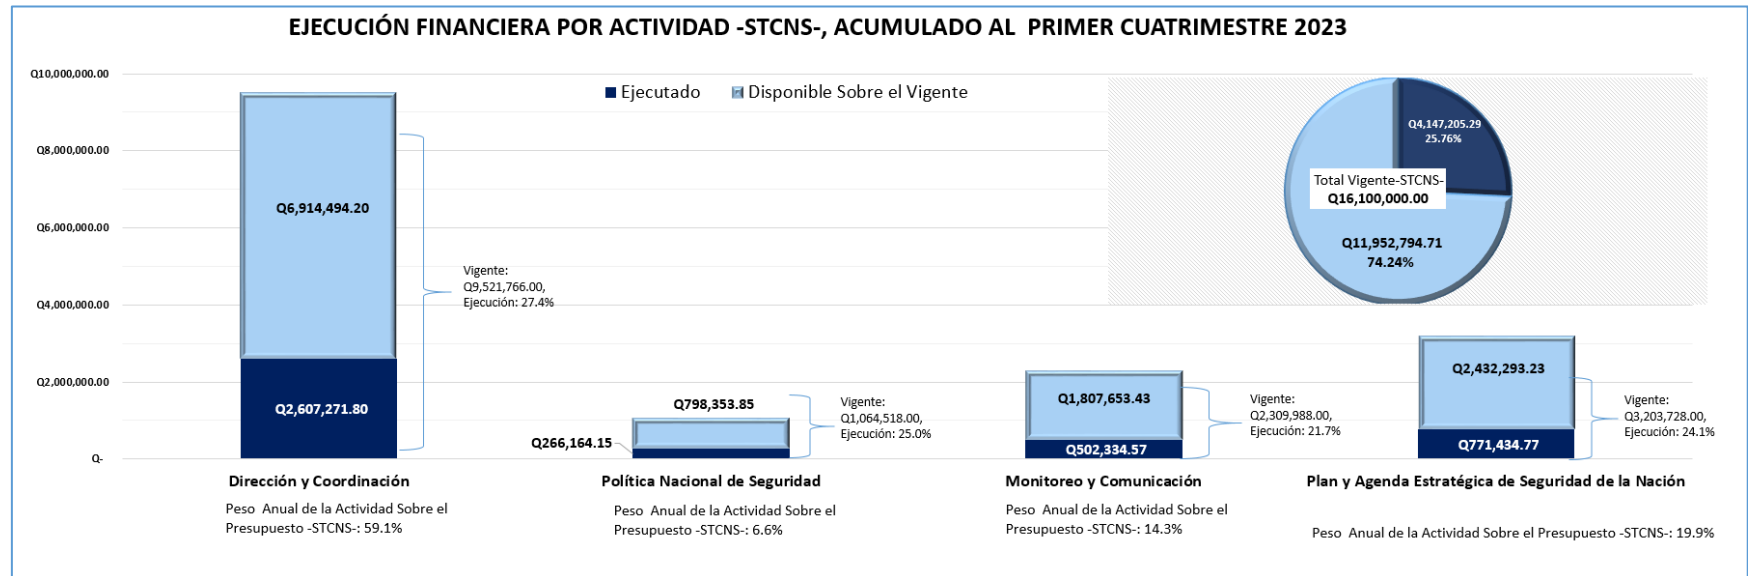 EJECUCIÓN FINANCIERA POR ACTIVIDAD -STCNS-, ACUMULADO AL  PRIMER CUATRIMESTRE 2023
Q10,000,000.00
Q8,000,000.00
Q6,000,000.00
Q4,000,000.00
Q2,000,000.00
Q-
Ejecutado
Disponible Sobre el Vigente
Q4,147,205.29
25.76%
Total Vigente-STCNS-
Q16,100,000.00
Q11,952,794.71
74.24%
Q6,914,494.20
Q2,607,271.80
Vigente:
Q9,521,766.00,
Ejecución: 27.4%
Q798,353.85
Q266,164.15
Vigente:
Q1,064,518.00,
Ejecución: 25.0%
Q1,807,653.43
Q502,334.57
Vigente:
Q2,309,988.00,
Ejecución: 21.7%
Q2,432,293.23
Q771,434.77
Vigente:
Q3,203,728.00,
Ejecución: 24.1%
Dirección y Coordinación
Peso  Anual de la Actividad Sobre el
Presupuesto -STCNS-: 59.1%
Política Nacional de Seguridad
Peso  Anual de la Actividad Sobre el
Presupuesto -STCNS-: 6.6%
Monitoreo y Comunicación
Peso  Anual de la Actividad Sobre el
Presupuesto -STCNS-: 14.3%
Plan y Agenda Estratégica de Seguridad de la Nación
Peso  Anual de la Actividad Sobre el Presupuesto -STCNS-: 19.9%